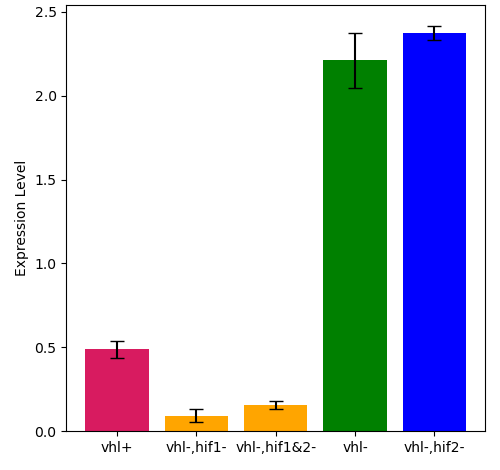 2.5
2.0
1.5
1.0
0.5
0.0
Expression Level
vhl+
vhl-,hif1-
vhl-,hif1&2-
vhl-
vhl-,hif2-